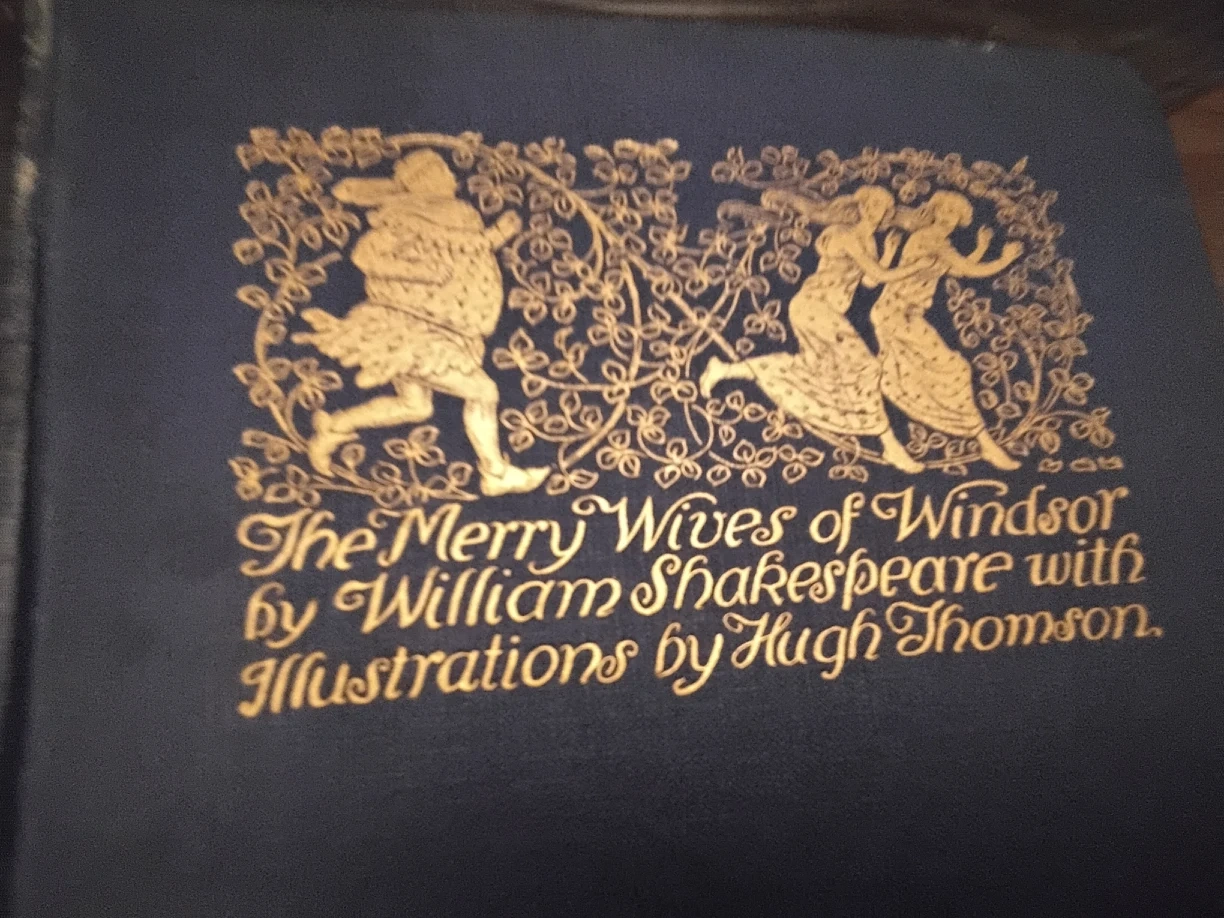 The Merry Wives of Windsor
by William Shakespeare with
Illustrations by Hugh Thomson.